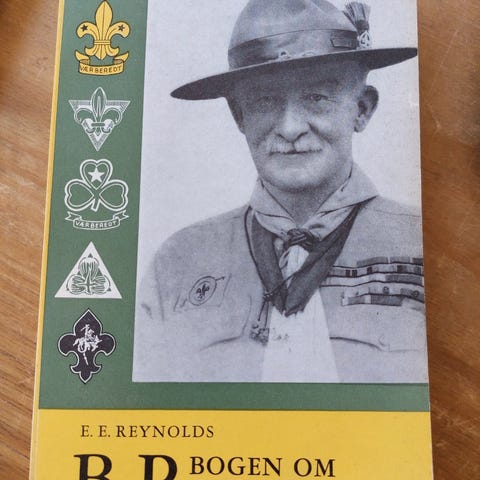 VÆR BEREDT
VÆR BEREDT
E. E. REYNOLDS
B.P. BOGEN OM